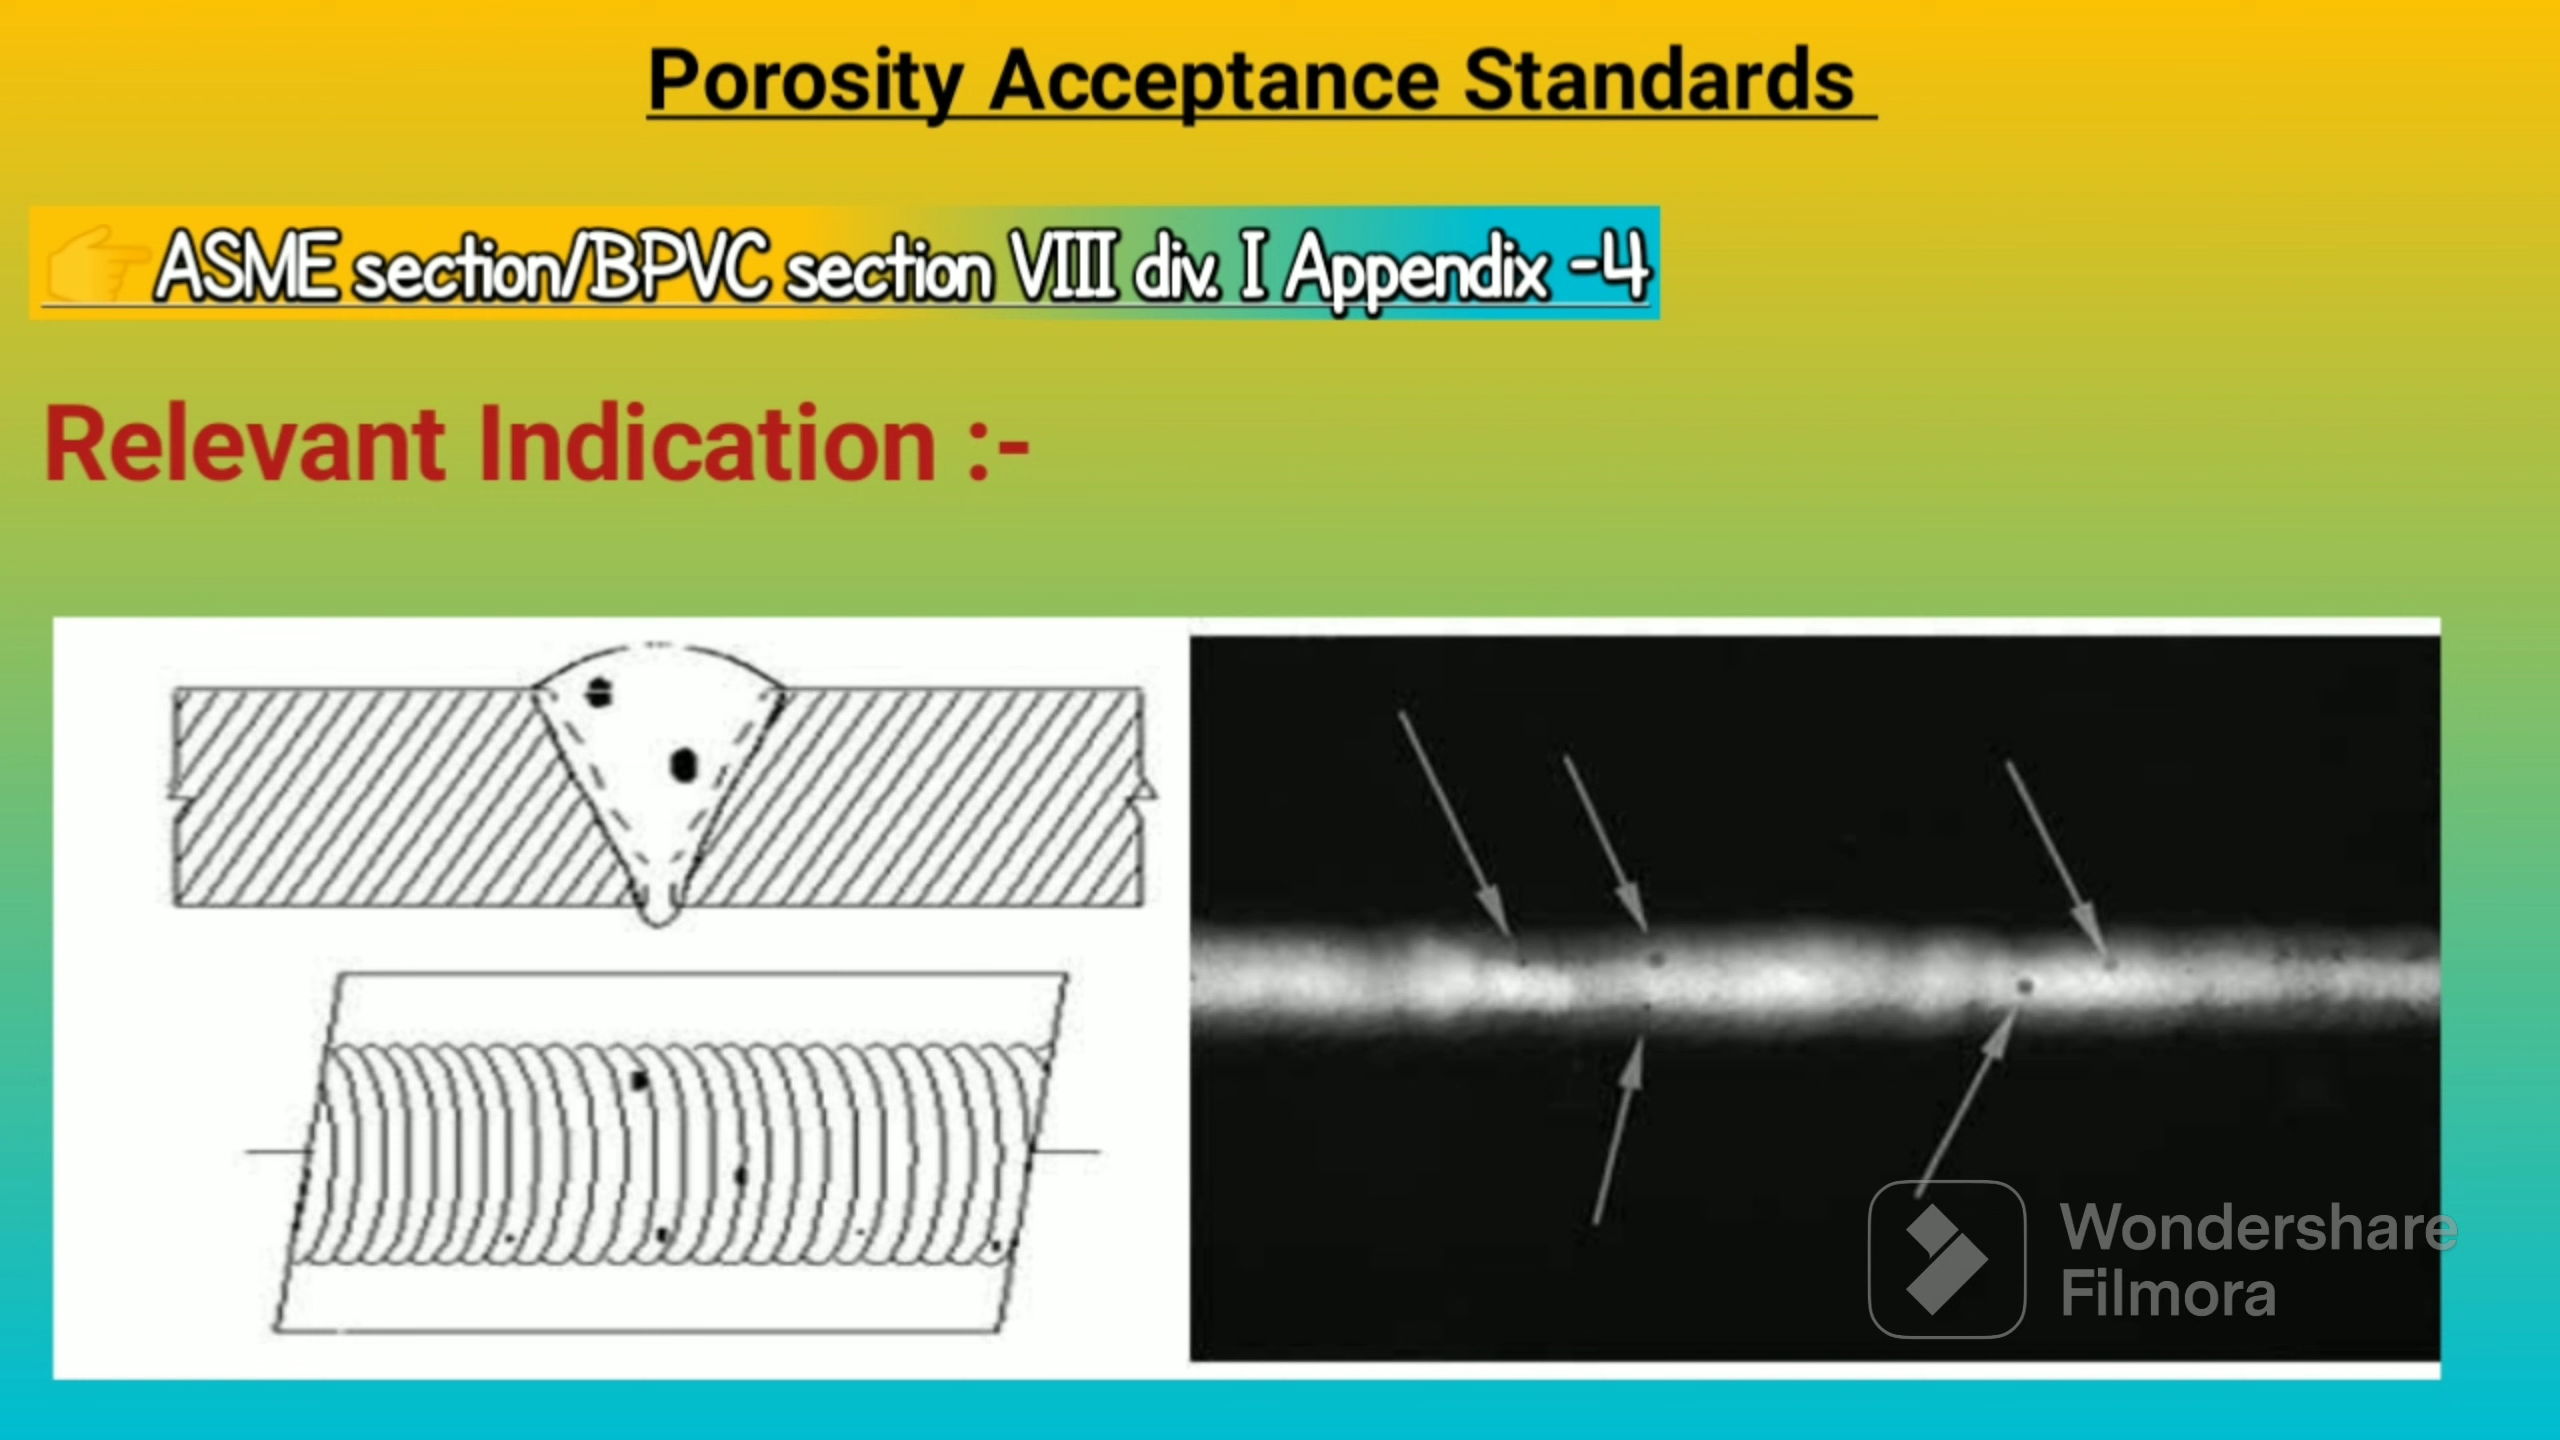 Porosity Acceptance Standards
👉ASME section/BPVC section VIII div. I Appendix -4
Relevant Indication :-
Wondershare
Filmora